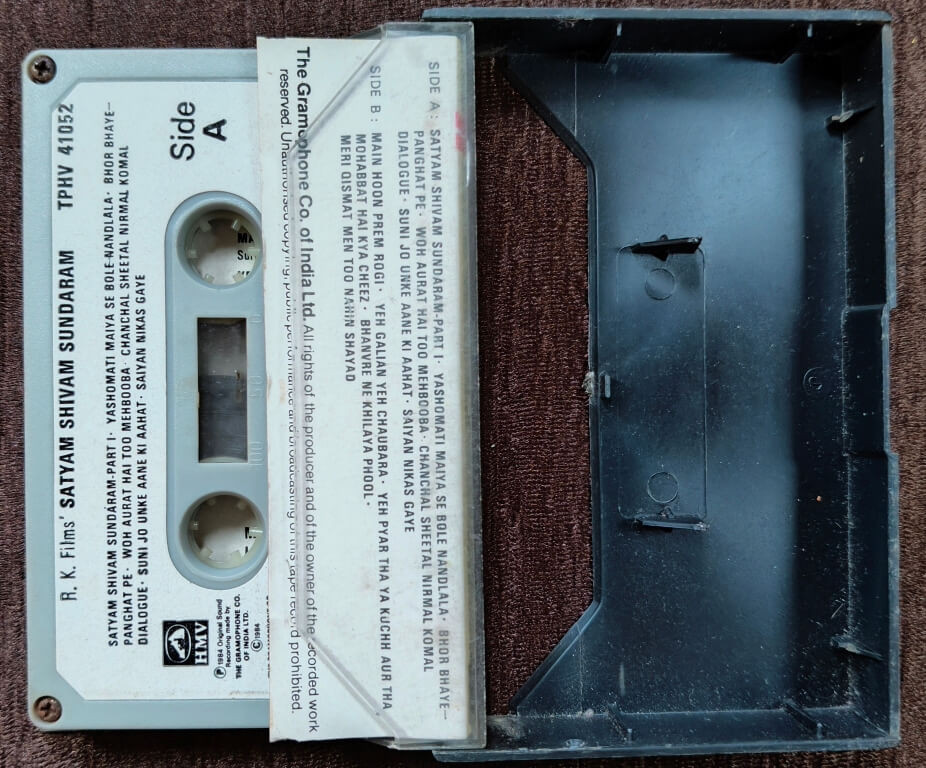 R. K. Films' SATYAM SHIVAM SUNDARAM TPHV 41052
SATYAM SHIVAM SUNDARAM-PART I · YASHOMATI MAIYA SE BOLE NANDLALA · BHOR BHAYE—
PANGHAT PE · WOH AURAT HAI TOO MEHBOOBA · CHANCHAL SHEETAL NIRMAL KOMAL
DIALOGUE · SUNI JO UNKE AANE KI AAHAT · SAIYAN NIKAS GAYE
Side
A
HMV
Ⓟ 1984 Original Sound
Recording made by
THE GRAMOPHONE CO.
OF INDIA LTD.
© 1984
0 50 100
SIDE A : SATYAM SHIVAM SUNDARAM-PART I · YASHOMATI MAIYA SE BOLE NANDLALA · BHOR BHAYE—
PANGHAT PE · WOH AURAT HAI TOO MEHBOOBA · CHANCHAL SHEETAL NIRMAL KOMAL
DIALOGUE · SUNI JO UNKE AANE KI AAHAT · SAIYAN NIKAS GAYE
SIDE B : MAIN HOON PREM ROGI · YEH GALIAN YEH CHAUBARA · YEH PYAR THA YA KUCHH AUR THA
MOHABBAT HAI KYA CHEEZ · BHANVRE NE KHILAYA PHOOL ·
MERI QISMAT MEN TOO NAHIN SHAYAD
The Gramophone Co. of India Ltd. All rights of the producer and of the owner of the recorded work
reserved. Unauthorised copying, public performance and broadcasting of this tape record prohibited.